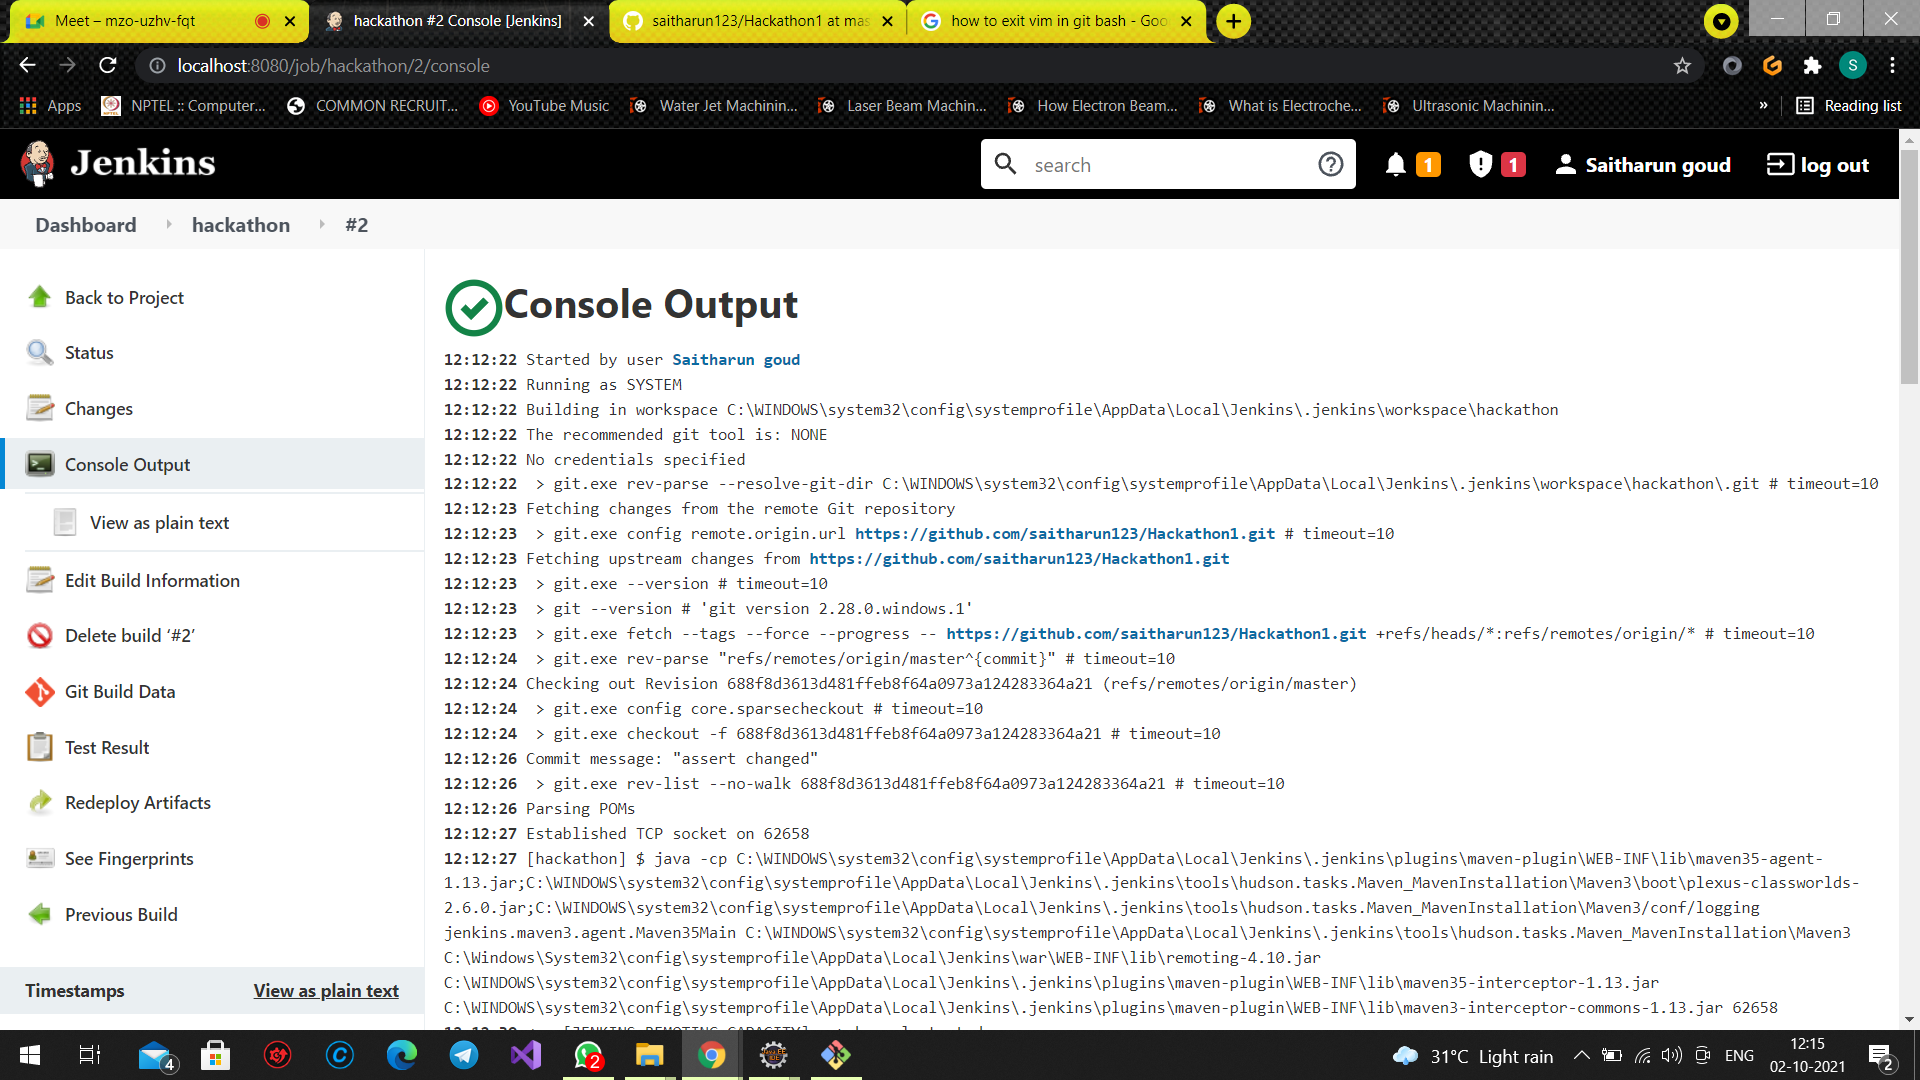 Meet – mzo-uzhv-fqt
hackathon #2 Console [Jenkins]
saitharun123/Hackathon1 at mas
how to exit vim in git bash - Goo
localhost:8080/job/hackathon/2/console
S
Apps
NPTEL :: Computer...
COMMON RECRUIT...
YouTube Music
Water Jet Machinin...
Laser Beam Machin...
How Electron Beam...
What is Electroche...
Ultrasonic Machinin...
»
Reading list
Jenkins
search
1
1
Saitharun goud
log out
Dashboard
hackathon
#2
Back to Project
Status
Changes
Console Output
View as plain text
Edit Build Information
Delete build ‘#2’
Git Build Data
Test Result
Redeploy Artifacts
See Fingerprints
Previous Build
Timestamps
View as plain text
Console Output
12:12:22 Started by user Saitharun goud
12:12:22 Running as SYSTEM
12:12:22 Building in workspace C:\WINDOWS\system32\config\systemprofile\AppData\Local\Jenkins\.jenkins\workspace\hackathon
12:12:22 The recommended git tool is: NONE
12:12:22 No credentials specified
12:12:22  > git.exe rev-parse --resolve-git-dir C:\WINDOWS\system32\config\systemprofile\AppData\Local\Jenkins\.jenkins\workspace\hackathon\.git # timeout=10
12:12:23 Fetching changes from the remote Git repository
12:12:23  > git.exe config remote.origin.url https://github.com/saitharun123/Hackathon1.git # timeout=10
12:12:23 Fetching upstream changes from https://github.com/saitharun123/Hackathon1.git
12:12:23  > git.exe --version # timeout=10
12:12:23  > git --version # 'git version 2.28.0.windows.1'
12:12:23  > git.exe fetch --tags --force --progress -- https://github.com/saitharun123/Hackathon1.git +refs/heads/*:refs/remotes/origin/* # timeout=10
12:12:24  > git.exe rev-parse "refs/remotes/origin/master^{commit}" # timeout=10
12:12:24 Checking out Revision 688f8d3613d481ffeb8f64a0973a124283364a21 (refs/remotes/origin/master)
12:12:24  > git.exe config core.sparsecheckout # timeout=10
12:12:24  > git.exe checkout -f 688f8d3613d481ffeb8f64a0973a124283364a21 # timeout=10
12:12:26 Commit message: "assert changed"
12:12:26  > git.exe rev-list --no-walk 688f8d3613d481ffeb8f64a0973a124283364a21 # timeout=10
12:12:26 Parsing POMs
12:12:27 Established TCP socket on 62658
12:12:27 [hackathon] $ java -cp C:\WINDOWS\system32\config\systemprofile\AppData\Local\Jenkins\.jenkins\plugins\maven-plugin\WEB-INF\lib\maven35-agent-
1.13.jar;C:\WINDOWS\system32\config\systemprofile\AppData\Local\Jenkins\.jenkins\tools\hudson.tasks.Maven_MavenInstallation\Maven3\boot\plexus-classworlds-
2.6.0.jar;C:\WINDOWS\system32\config\systemprofile\AppData\Local\Jenkins\.jenkins\tools\hudson.tasks.Maven_MavenInstallation\Maven3/conf/logging
jenkins.maven3.agent.Maven35Main C:\WINDOWS\system32\config\systemprofile\AppData\Local\Jenkins\.jenkins\tools\hudson.tasks.Maven_MavenInstallation\Maven3
C:\Windows\System32\config\systemprofile\AppData\Local\Jenkins\war\WEB-INF\lib\remoting-4.10.jar
C:\WINDOWS\system32\config\systemprofile\AppData\Local\Jenkins\.jenkins\plugins\maven-plugin\WEB-INF\lib\maven35-interceptor-1.13.jar
C:\WINDOWS\system32\config\systemprofile\AppData\Local\Jenkins\.jenkins\plugins\maven-plugin\WEB-INF\lib\maven3-interceptor-commons-1.13.jar 62658
4
2
31°C Light rain
ENG
12:15
02-10-2021
2